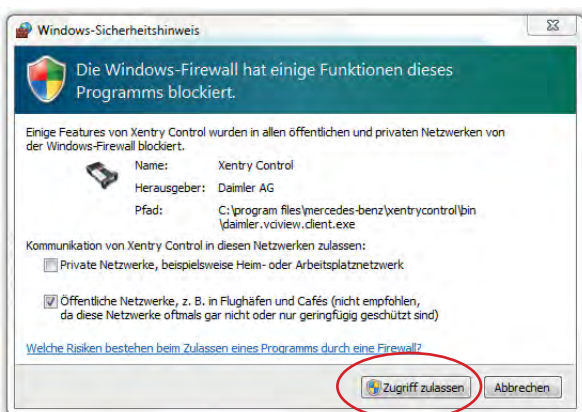 Windows-Sicherheitshinweis
Die Windows-Firewall hat einige Funktionen dieses
Programms blockiert.
Einige Features von Xentry Control wurden in allen öffentlichen und privaten Netzwerken von
der Windows-Firewall blockiert.
Name: Xentry Control
Herausgeber: Daimler AG
Pfad: C:\program files\mercedes-benz\xentrycontrol\bin
\daimler.vciview.client.exe
Kommunikation von Xentry Control in diesen Netzwerken zulassen:
Private Netzwerke, beispielsweise Heim- oder Arbeitsplatznetzwerk
Öffentliche Netzwerke, z. B. in Flughäfen und Cafés (nicht empfohlen,
da diese Netzwerke oftmals gar nicht oder nur geringfügig geschützt sind)
Welche Risiken bestehen beim Zulassen eines Programms durch eine Firewall?
Zugriff zulassen Abbrechen